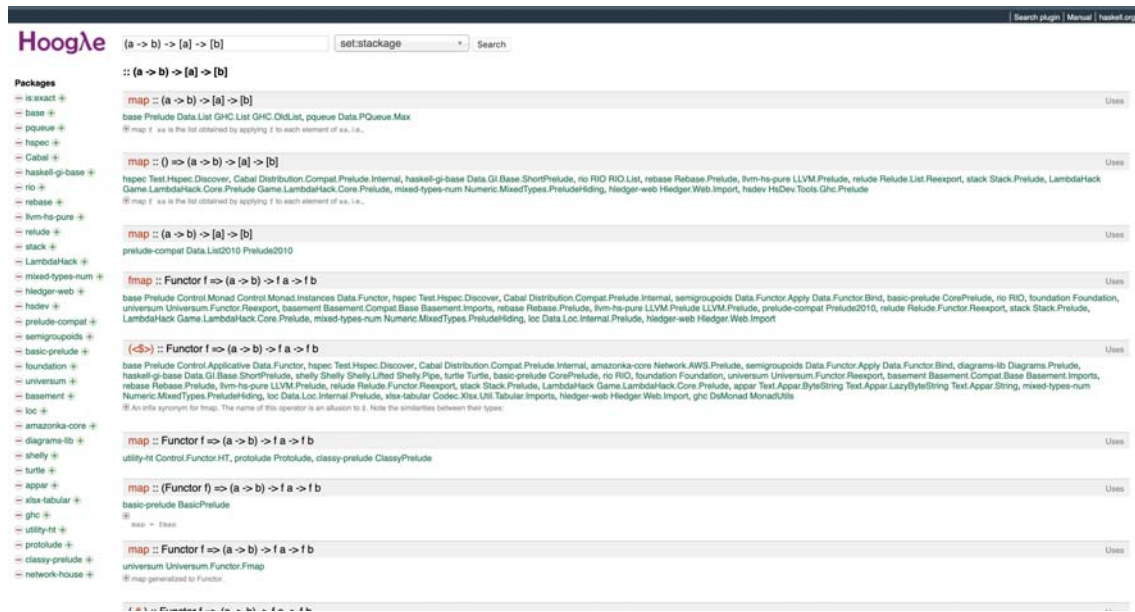 Search plugin | Manual | haskell.org
Hoogλe
(a -> b) -> [a] -> [b]
set:stackage
Search
:: (a -> b) -> [a] -> [b]
Packages
is:exact
base
pqueue
hspec
Cabal
haskell-gi-base
rio
rebase
llvm-hs-pure
relude
stack
LambdaHack
mixed-types-num
hledger-web
hsdev
prelude-compat
semigroupoids
basic-prelude
foundation
universum
basement
loc
amazonka-core
diagrams-lib
shelly
turtle
appar
xlsx-tabular
ghc
utility-ht
protolude
classy-prelude
network-house
map :: (a -> b) -> [a] -> [b] Uses
base Prelude Data.List GHC.List GHC.OldList, pqueue Data.PQueue.Max
map f xs is the list obtained by applying f to each element of xs, i.e.,
map :: () => (a -> b) -> [a] -> [b] Uses
hspec Test.Hspec.Discover, Cabal Distribution.Compat.Prelude.Internal, haskell-gi-base Data.GI.Base.ShortPrelude, rio RIO RIO.List, rebase Rebase.Prelude, llvm-hs-pure LLVM.Prelude, relude Relude.List.Reexport, stack Stack.Prelude, LambdaHack
Game.LambdaHack.Core.Prelude Game.LambdaHack.Core.Prelude, mixed-types-num Numeric.MixedTypes.PreludeHiding, hledger-web Hledger.Web.Import, hsdev HsDev.Tools.Ghc.Prelude
map f xs is the list obtained by applying f to each element of xs, i.e.,
map :: (a -> b) -> [a] -> [b] Uses
prelude-compat Data.List2010 Prelude2010
fmap :: Functor f => (a -> b) -> f a -> f b Uses
base Prelude Control.Monad Control.Monad.Instances Data.Functor, hspec Test.Hspec.Discover, Cabal Distribution.Compat.Prelude.Internal, semigroupoids Data.Functor.Apply Data.Functor.Bind, basic-prelude CorePrelude, rio RIO, foundation Foundation,
universum Universum.Functor.Reexport, basement Basement.Compat.Base Basement.Imports, rebase Rebase.Prelude, llvm-hs-pure LLVM.Prelude LLVM.Prelude, prelude-compat Prelude2010, relude Relude.Functor.Reexport, stack Stack.Prelude,
LambdaHack Game.LambdaHack.Core.Prelude, mixed-types-num Numeric.MixedTypes.PreludeHiding, loc Data.Loc.Internal.Prelude, hledger-web Hledger.Web.Import
(<$>) :: Functor f => (a -> b) -> f a -> f b Uses
base Prelude Control.Applicative Data.Functor, hspec Test.Hspec.Discover, Cabal Distribution.Compat.Prelude.Internal, amazonka-core Network.AWS.Prelude, semigroupoids Data.Functor.Apply Data.Functor.Bind, diagrams-lib Diagrams.Prelude,
haskell-gi-base Data.GI.Base.ShortPrelude, shelly Shelly Shelly.Lifted Shelly.Pipe, turtle Turtle, basic-prelude CorePrelude, rio RIO, foundation Foundation, universum Universum.Functor.Reexport, basement Basement.Compat.Base Basement.Imports,
rebase Rebase.Prelude, llvm-hs-pure LLVM.Prelude, relude Relude.Functor.Reexport, stack Stack.Prelude, LambdaHack Game.LambdaHack.Core.Prelude, appar Text.Appar.ByteString Text.Appar.LazyByteString Text.Appar.String, mixed-types-num
Numeric.MixedTypes.PreludeHiding, loc Data.Loc.Internal.Prelude, xlsx-tabular Codec.Xlsx.Util.Tabular.Imports, hledger-web Hledger.Web.Import, ghc DsMonad MonadUtils
An infix synonym for fmap. The name of this operator is an allusion to $. Note the similarities between their types:
map :: Functor f => (a -> b) -> f a -> f b Uses
utility-ht Control.Functor.HT, protolude Protolude, classy-prelude ClassyPrelude
map :: (Functor f) => (a -> b) -> f a -> f b Uses
basic-prelude BasicPrelude
map = fmap
map :: Functor f => (a -> b) -> f a -> f b Uses
universum Universum.Functor.Fmap
map generalized to Functor.